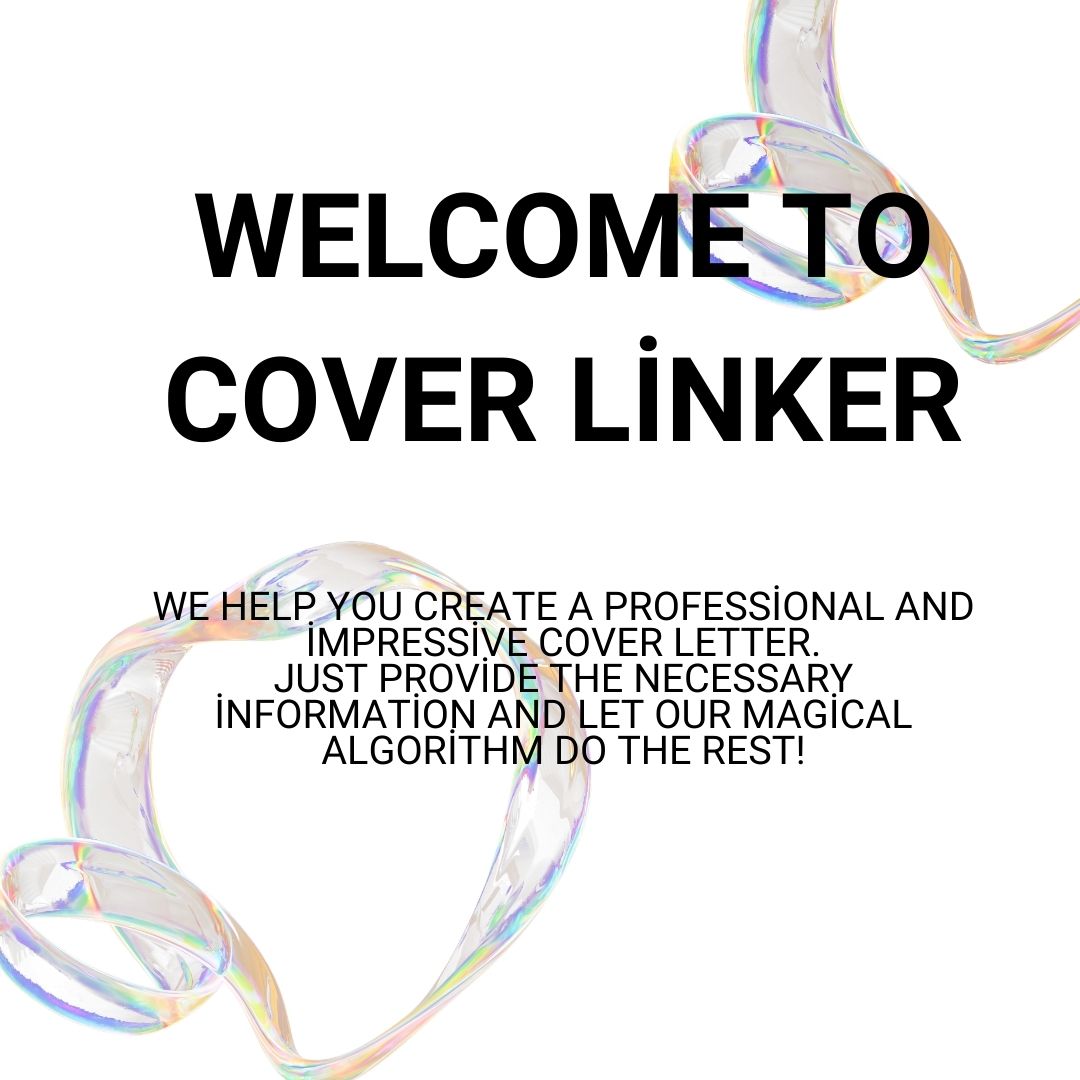 WELCOME TO
COVER LİNKER
WE HELP YOU CREATE A PROFESSİONAL AND
İMPRESSİVE COVER LETTER.
JUST PROVİDE THE NECESSARY
İNFORMATİON AND LET OUR MAGİCAL
ALGORİTHM DO THE REST!